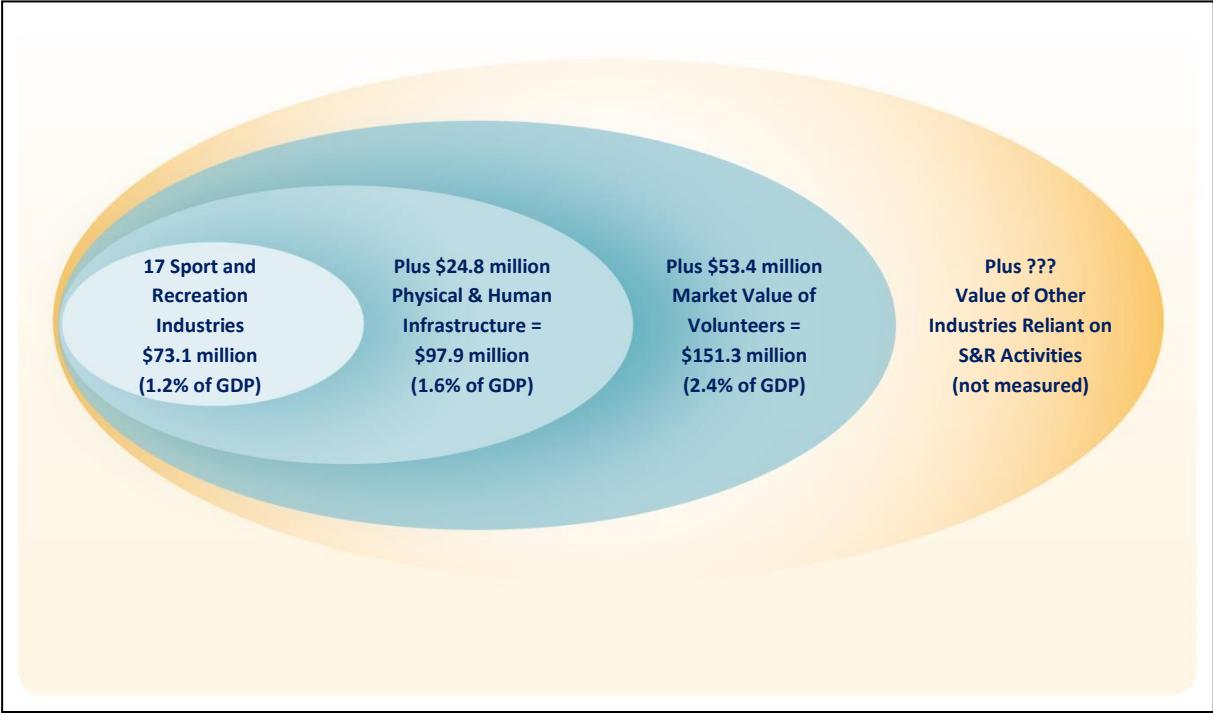 17 Sport and
Recreation
Industries
$73.1 million
(1.2% of GDP)
Plus $24.8 million
Physical & Human
Infrastructure =
$97.9 million
(1.6% of GDP)
Plus $53.4 million
Market Value of
Volunteers =
$151.3 million
(2.4% of GDP)
Plus ???
Value of Other
Industries Reliant on
S&R Activities
(not measured)